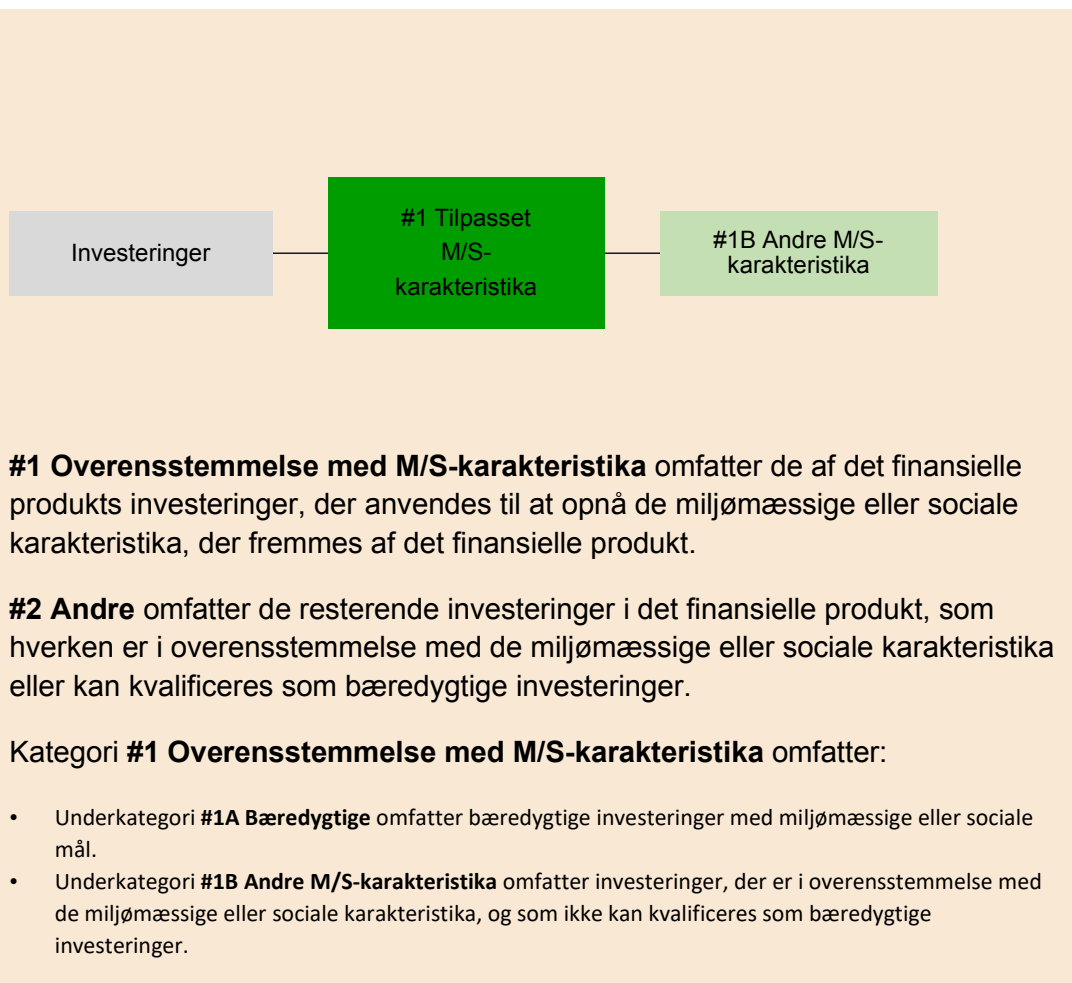 Investeringer
#1 Tilpasset
M/S-
karakteristika
#1B Andre M/S-
karakteristika
#1 Overensstemmelse med M/S-karakteristika omfatter de af det finansielle
produkts investeringer, der anvendes til at opnå de miljømæssige eller sociale
karakteristika, der fremmes af det finansielle produkt.
#2 Andre omfatter de resterende investeringer i det finansielle produkt, som
hverken er i overensstemmelse med de miljømæssige eller sociale karakteristika
eller kan kvalificeres som bæredygtige investeringer.
Kategori #1 Overensstemmelse med M/S-karakteristika omfatter:
• Underkategori #1A Bæredygtige omfatter bæredygtige investeringer med miljømæssige eller sociale
mål.
• Underkategori #1B Andre M/S-karakteristika omfatter investeringer, der er i overensstemmelse med
de miljømæssige eller sociale karakteristika, og som ikke kan kvalificeres som bæredygtige
investeringer.